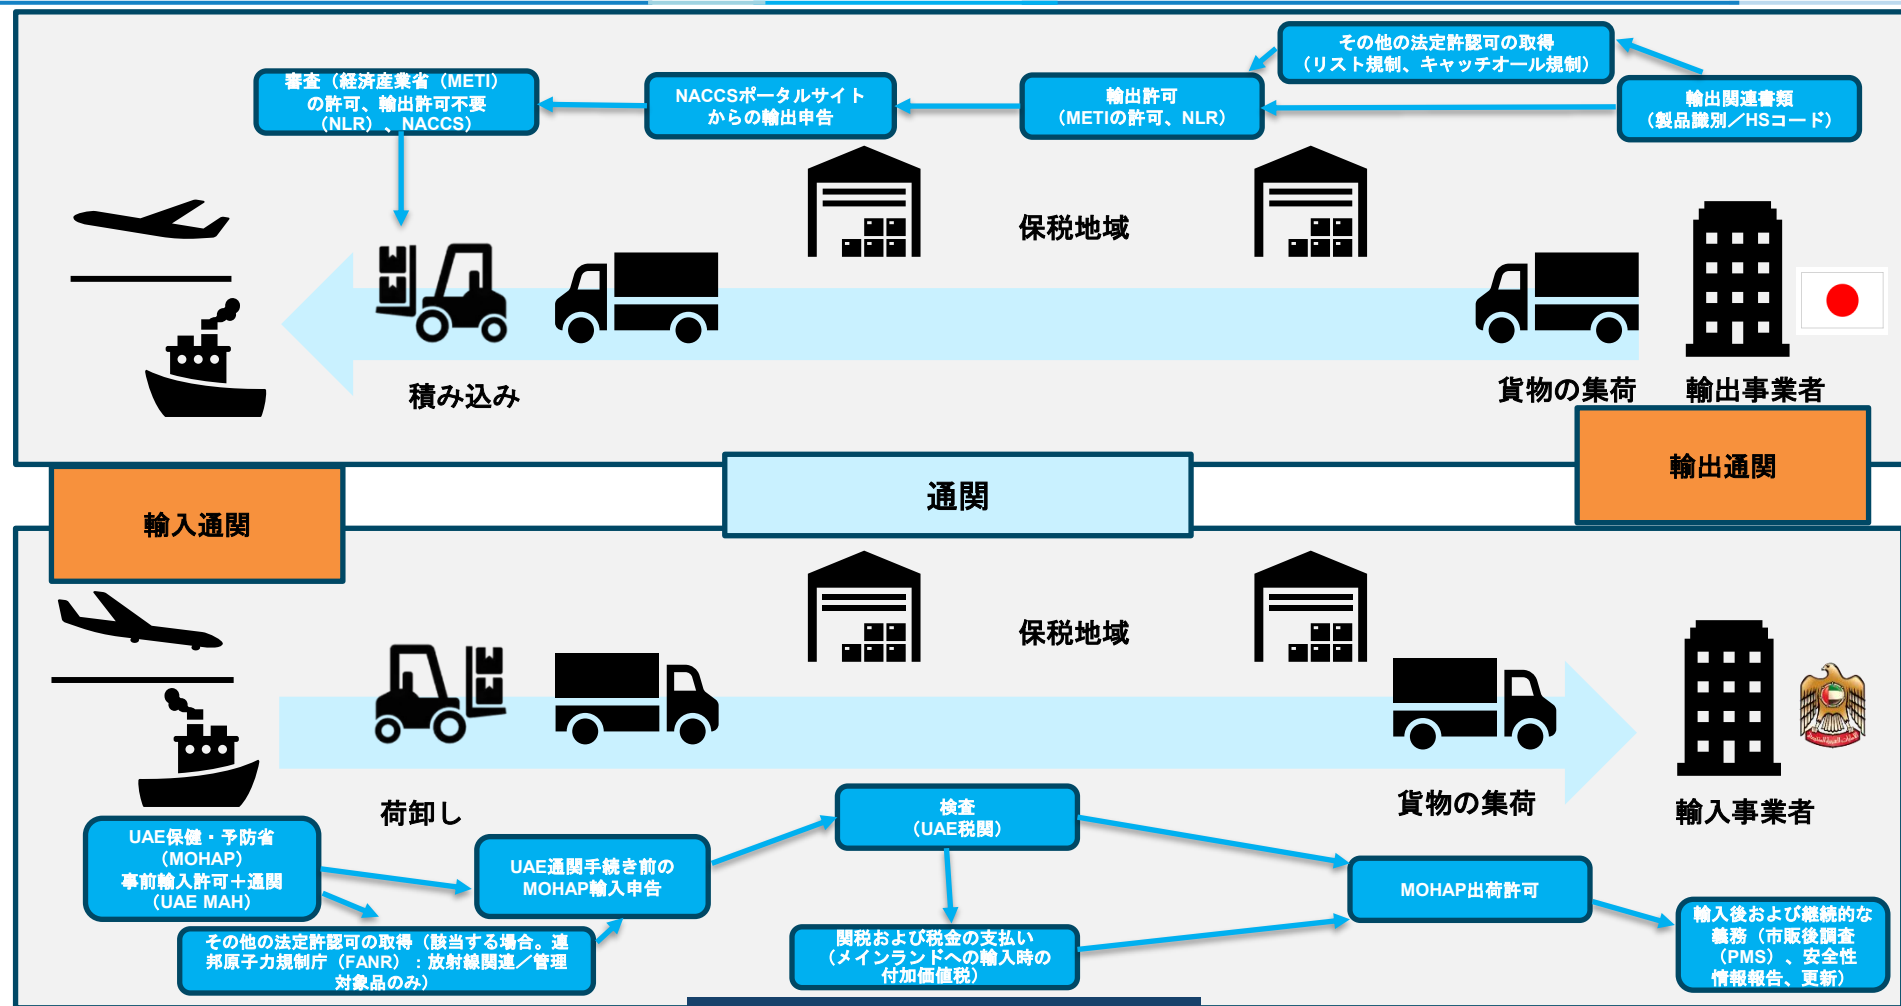 その他の法定許認可の取得
（リスト規制、キャッチオール規制）
審査（経済産業省（METI）
の許可、輸出許可不要
（NLR）、NACCS）
NACCSポータルサイト
からの輸出申告
輸出許可
（METIの許可、NLR）
輸出関連書類
（製品識別／HSコード）
保税地域
積み込み
貨物の集荷
輸出事業者
輸出通関
通関
輸入通関
保税地域
荷卸し
貨物の集荷
輸入事業者
UAE保健・予防省
（MOHAP）
事前輸入許可＋通関
（UAE MAH）
UAE通関手続き前の
MOHAP輸入申告
検査
（UAE税関）
MOHAP出荷許可
その他の法定許認可の取得（該当する場合。連
邦原子力規制庁（FANR）：放射線関連／管理
対象品のみ）
関税および税金の支払い
（メインランドへの輸入時の
付加価値税）
輸入後および継続的な
義務（市販後調査
（PMS）、安全性
情報報告、更新）